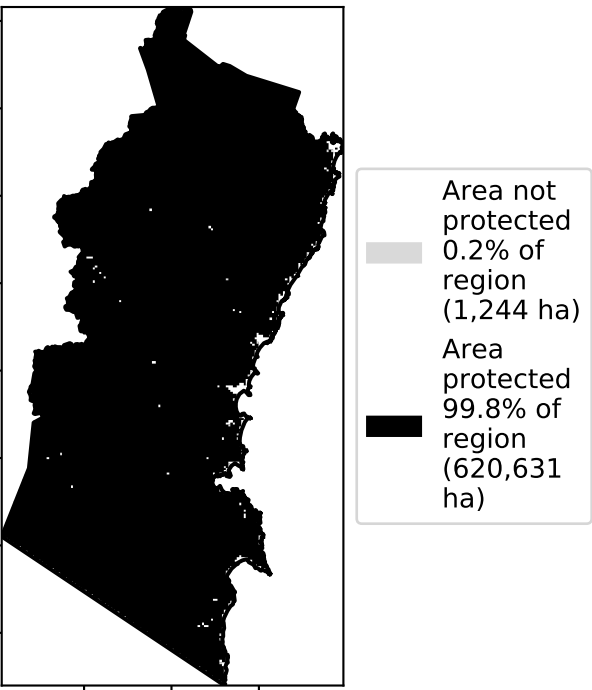 Area not
protected
0.2% of
region
(1,244 ha)
Area
protected
99.8% of
region
(620,631
ha)